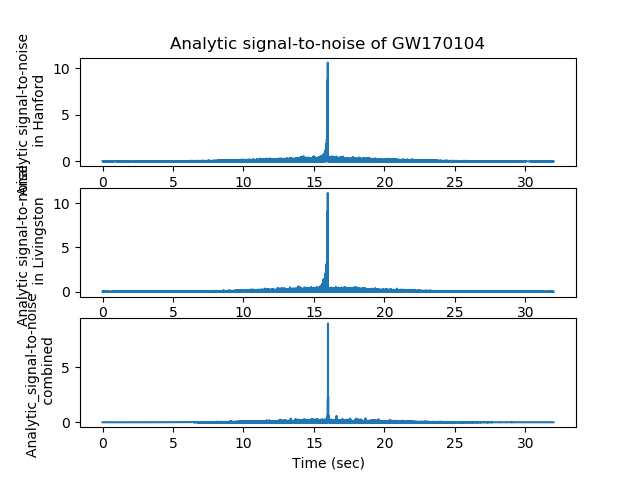 Analytic signal-to-noise of GW170104
Analytic signal-to-noise
in Hanford
10
5
0
0 5 10 15 20 25 30
Analytic signal-to-noise
in Livingston
10
5
0
0 5 10 15 20 25 30
Analytic_signal-to-noise
combined
5
0
0 5 10 15 20 25 30
Time (sec)